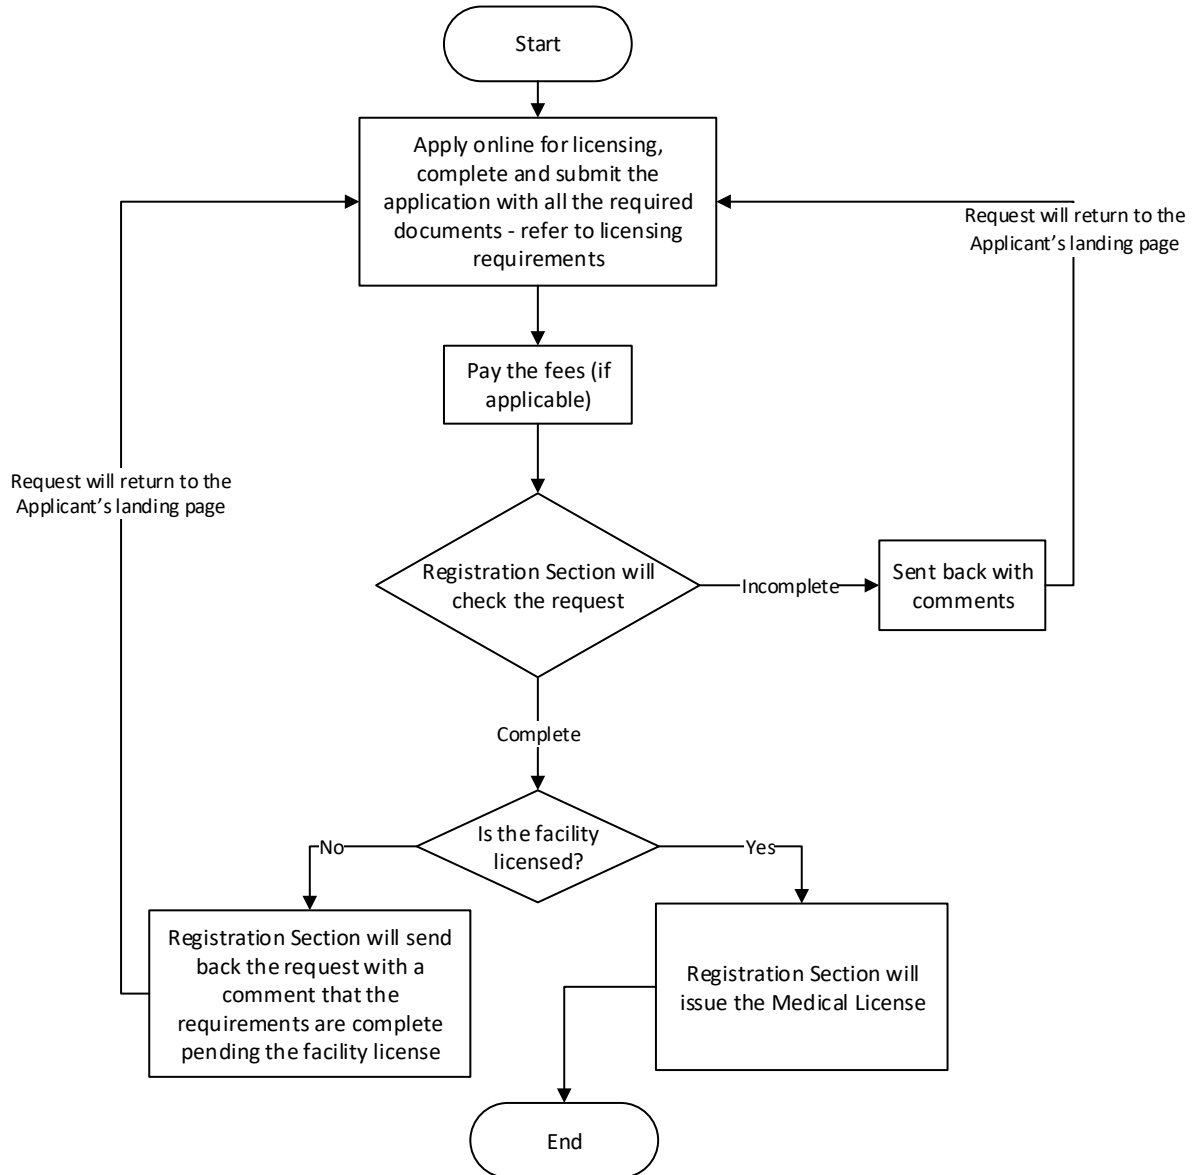 Start
Apply online for licensing,
complete and submit the
application with all the required
documents - refer to licensing
requirements
Request will return to the
Applicant's landing page
Pay the fees (if
applicable)
Request will return to the
Applicant's landing page
Registration Section will
check the request
Incomplete
Sent back with
comments
Complete
Is the facility
licensed?
No
Yes
Registration Section will send
back the request with a
comment that the
requirements are complete
pending the facility license
Registration Section will
issue the Medical License
End